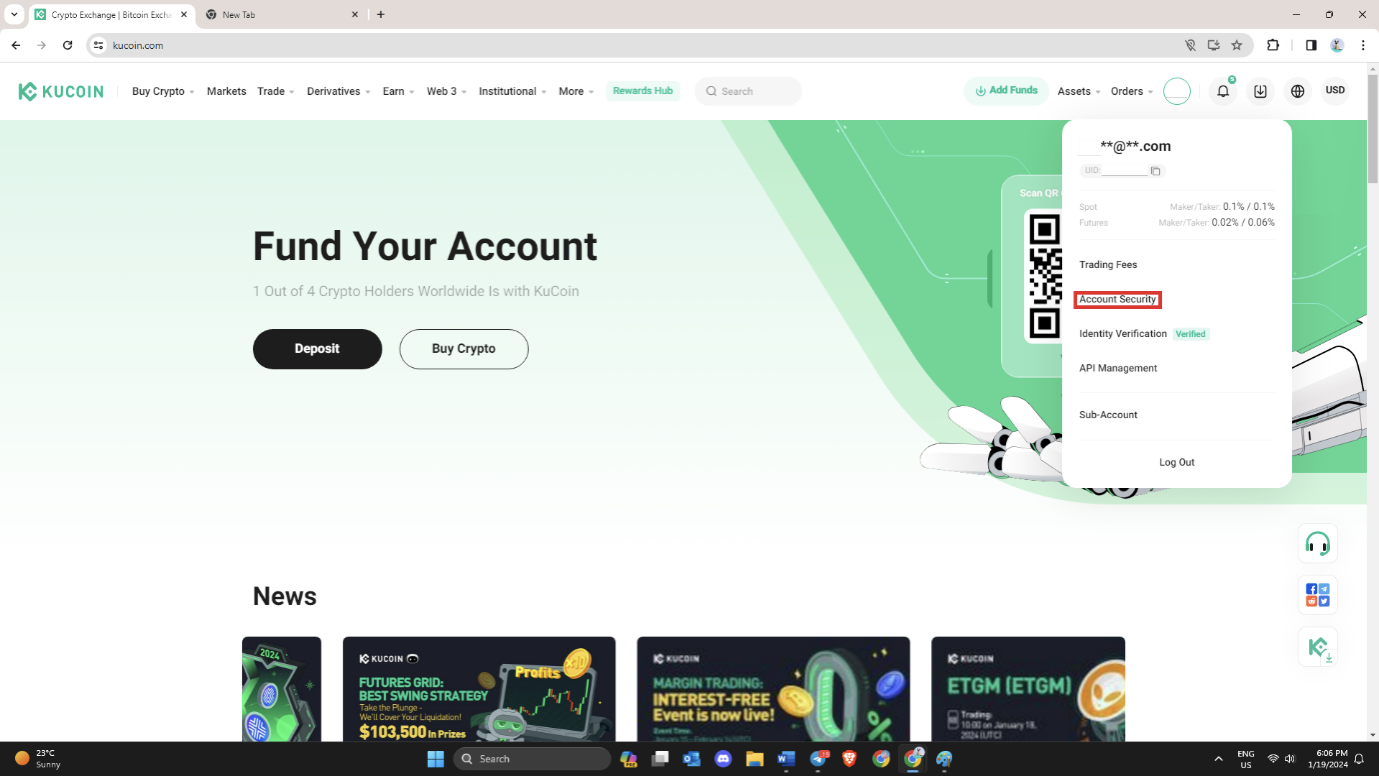 Crypto Exchange | Bitcoin Excha
New Tab
kucoin.com
KUCOIN
Buy Crypto
Markets
Trade
Derivatives
Earn
Web 3
Institutional
More
Rewards Hub
Search
Add Funds
Assets
Orders
USD
Fund Your Account
1 Out of 4 Crypto Holders Worldwide Is with KuCoin
Deposit
Buy Crypto
Scan QR
**@**.com
UID:
Spot
Maker/Taker: 0.1% / 0.1%
Futures
Maker/Taker: 0.02% / 0.06%
Trading Fees
Account Security
Identity Verification
Verified
API Management
Sub-Account
Log Out
News
2024
KUCOIN
FUTURES GRID:
BEST SWING STRATEGY
Take the Plunge -
We'll Cover Your Liquidation!
$103,500 In Prizes
Profits
x10
KUCOIN
MARGIN TRADING:
INTEREST-FREE
Event is now live!
Event Time:
KUCOIN
ETGM (ETGM)
Trading:
10:00 on January 18,
2024 (UTC)
23°C
Sunny
Search
PRE
ENG
US
6:06 PM
1/19/2024